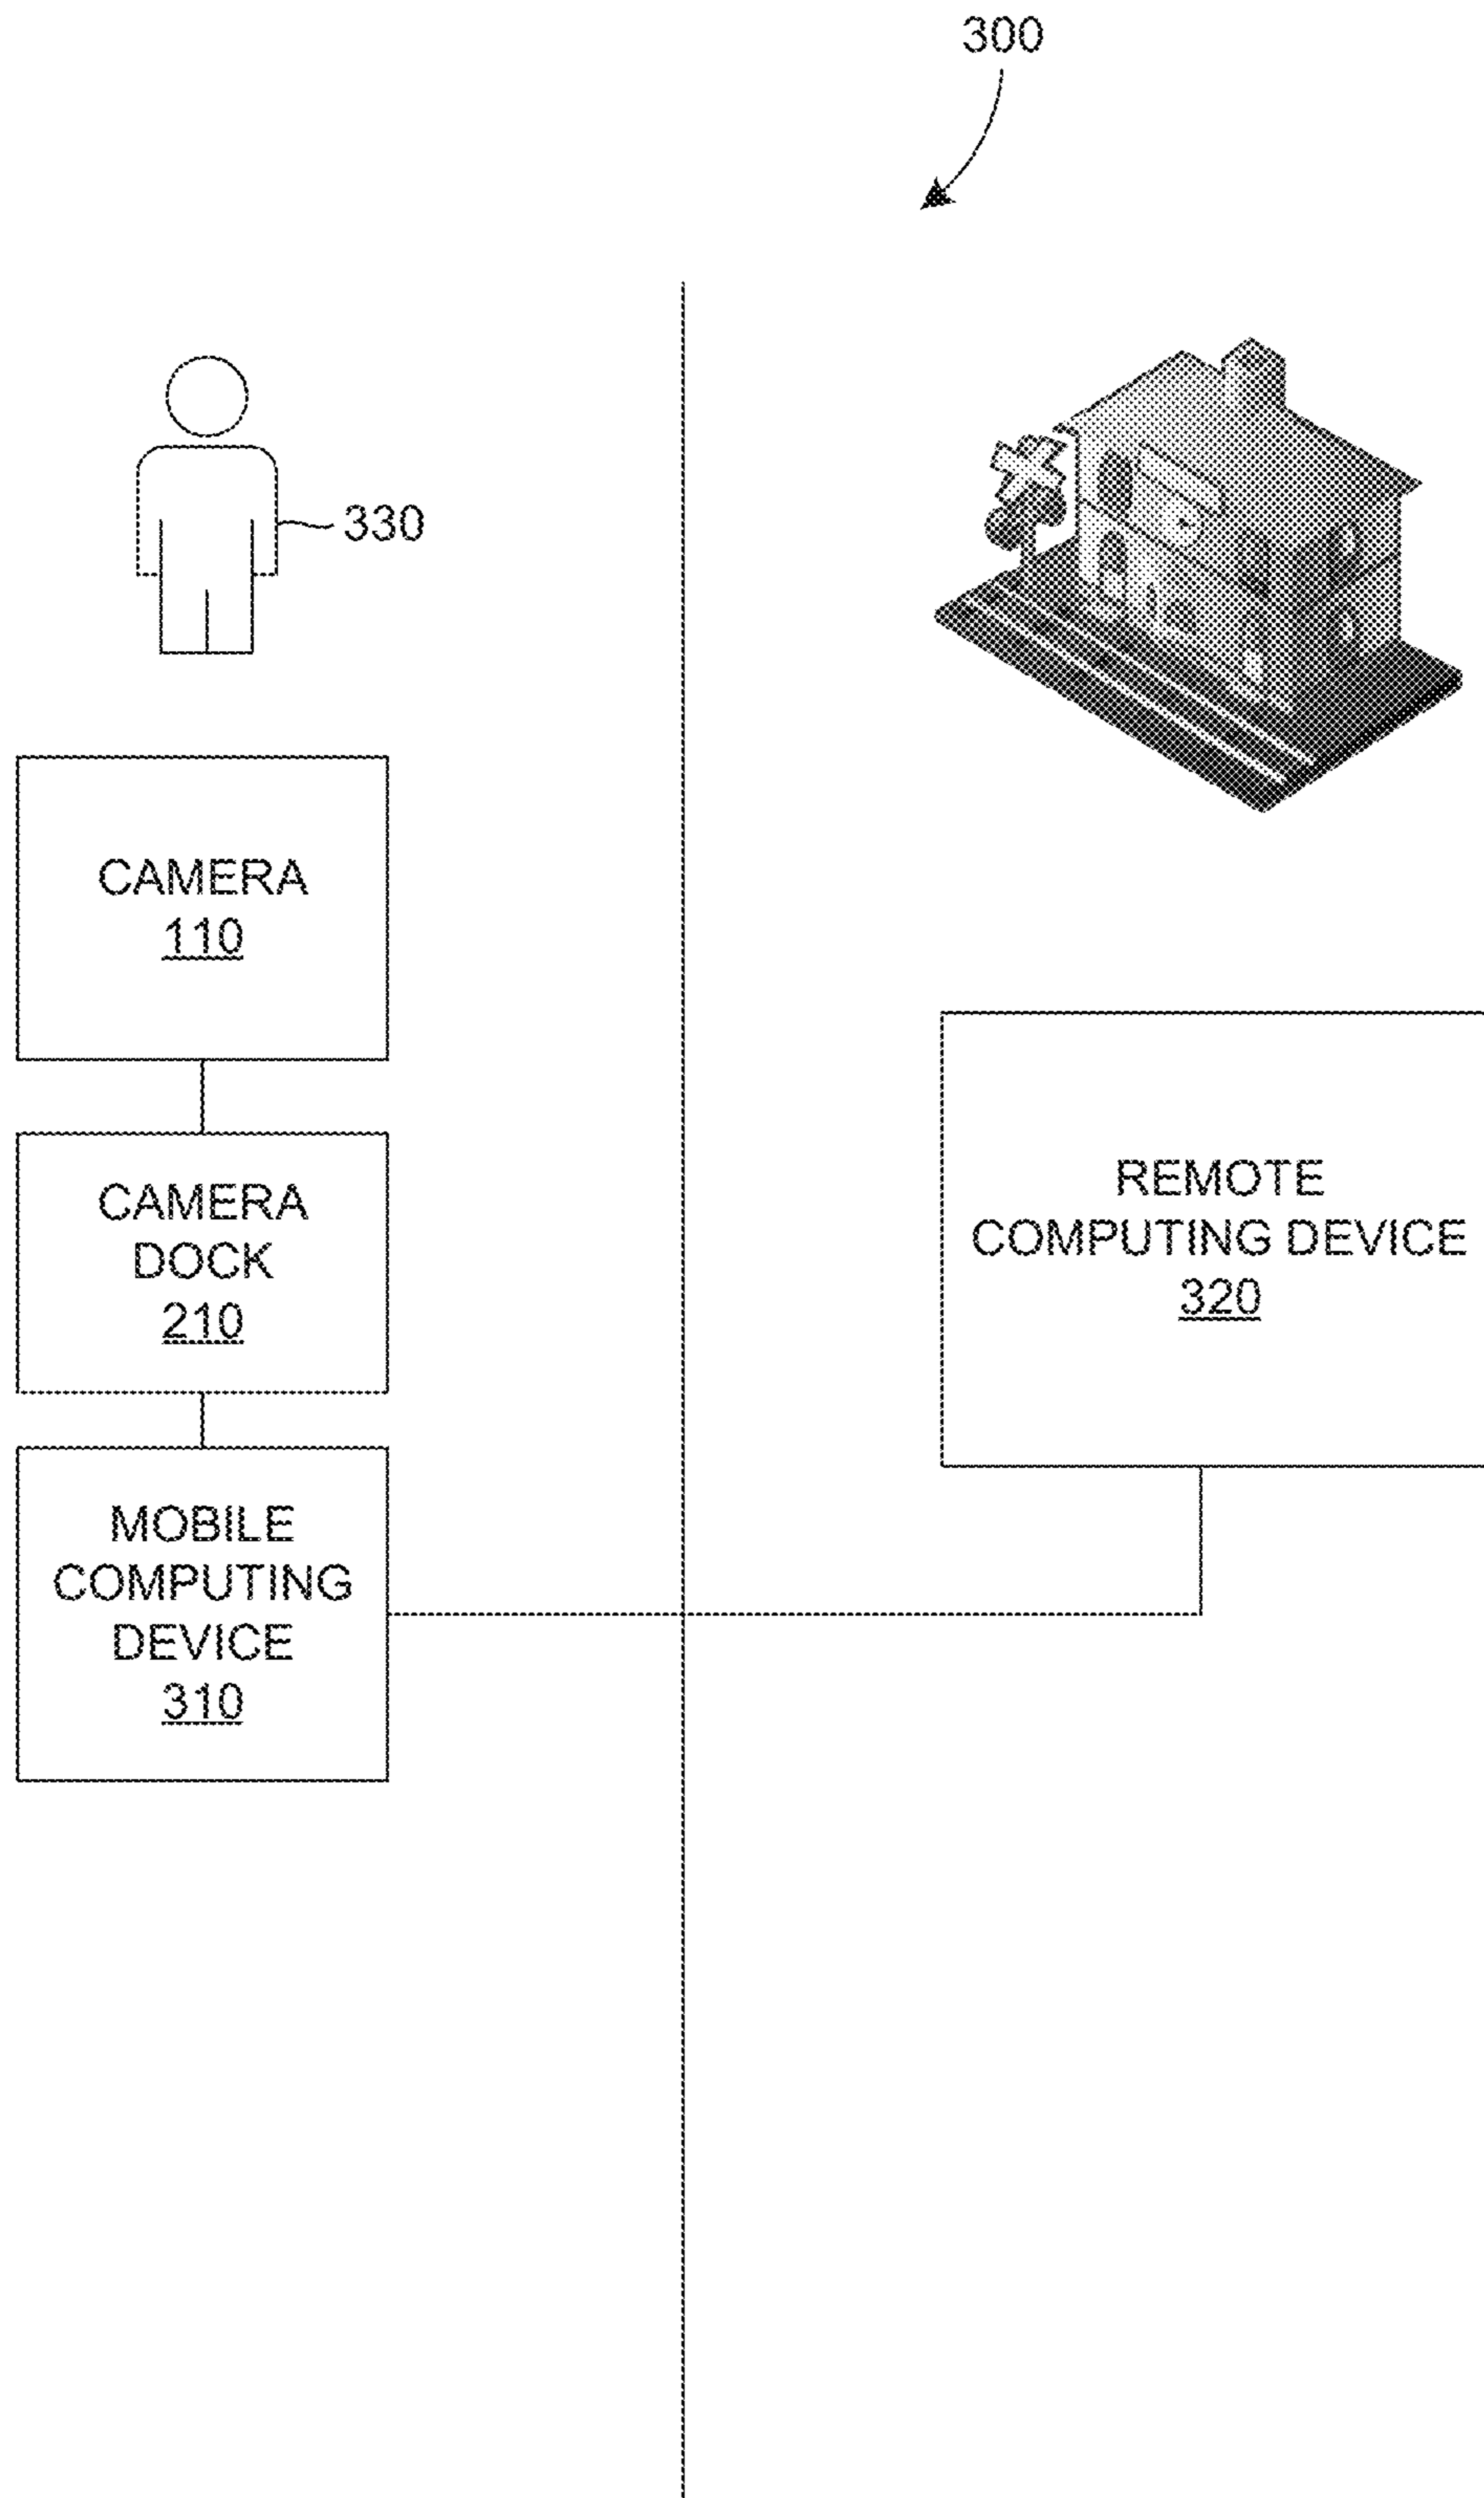 300
330
CAMERA
110
CAMERA
DOCK
210
MOBILE
COMPUTING
DEVICE
310
REMOTE
COMPUTING DEVICE
320